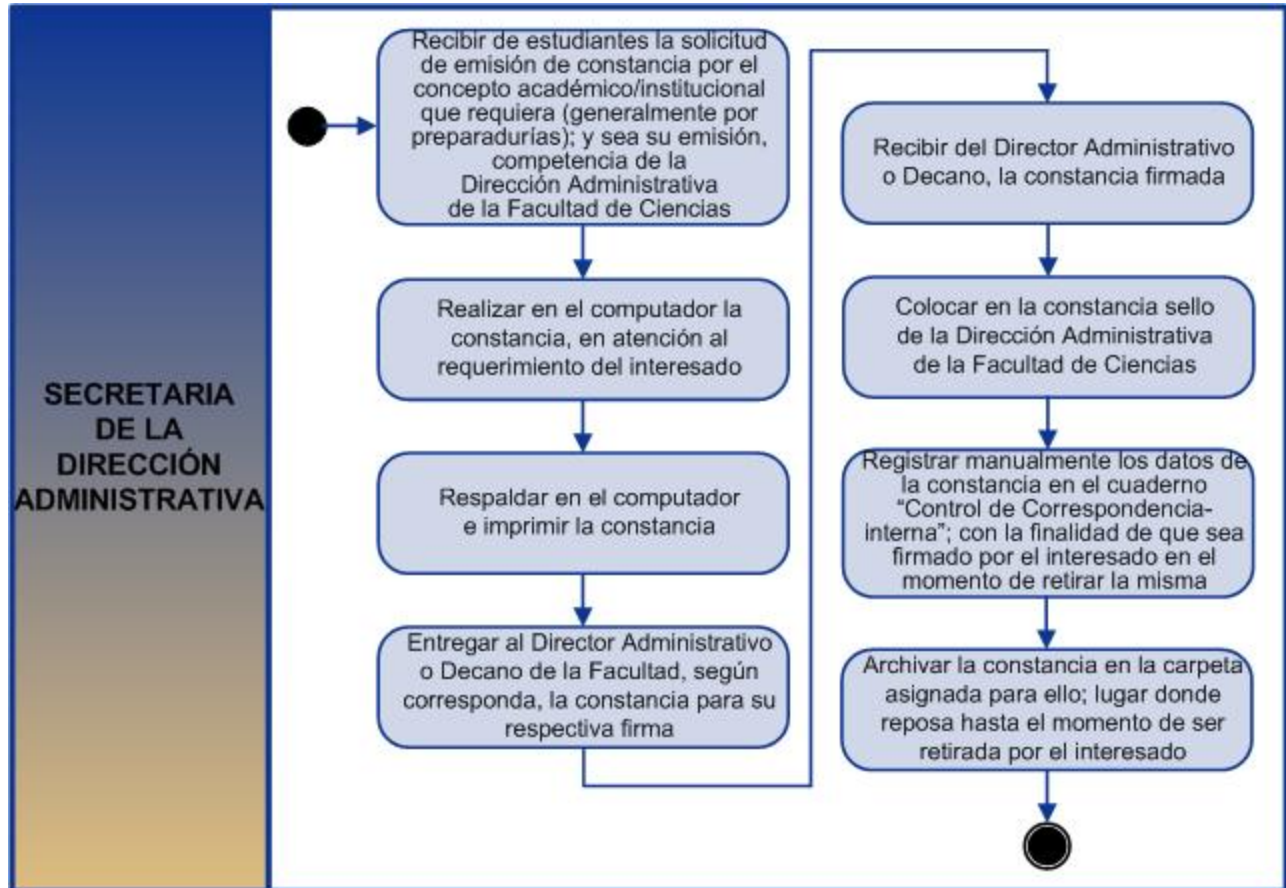 SECRETARIA
DE LA
DIRECCIÓN
ADMINISTRATIVA
Recibir de estudiantes la solicitud
de emisión de constancia por el
concepto académico/institucional
que requiera (generalmente por
preparadurías); y sea su emisión,
competencia de la
Dirección Administrativa
de la Facultad de Ciencias
Realizar en el computador la
constancia, en atención al
requerimiento del interesado
Respaldar en el computador
e imprimir la constancia
Entregar al Director Administrativo
o Decano de la Facultad, según
corresponda, la constancia para su
respectiva firma
Recibir del Director Administrativo
o Decano, la constancia firmada
Colocar en la constancia sello
de la Dirección Administrativa
de la Facultad de Ciencias
Registrar manualmente los datos de
la constancia en el cuaderno
“Control de Correspondencia-
interna”; con la finalidad de que sea
firmado por el interesado en el
momento de retirar la misma
Archivar la constancia en la carpeta
asignada para ello; lugar donde
reposa hasta el momento de ser
retirada por el interesado